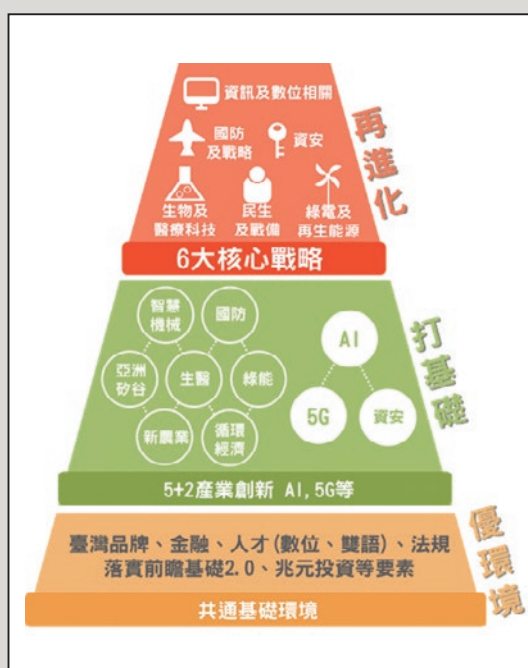 資訊及數位相關
國防
及戰略
資安
生物及
醫療科技
民生
及戰備
綠電及
再生能源
6大核心戰略
再進化
智慧
機械
國防
亞洲
矽谷
生醫
綠能
新農業
循環
經濟
AI
5G
資安
5+2產業創新 AI,5G等
打基礎
臺灣品牌、金融、人才(數位、雙語)、法規
落實前瞻基礎2.0、兆元投資等要素
共通基礎環境
優環境